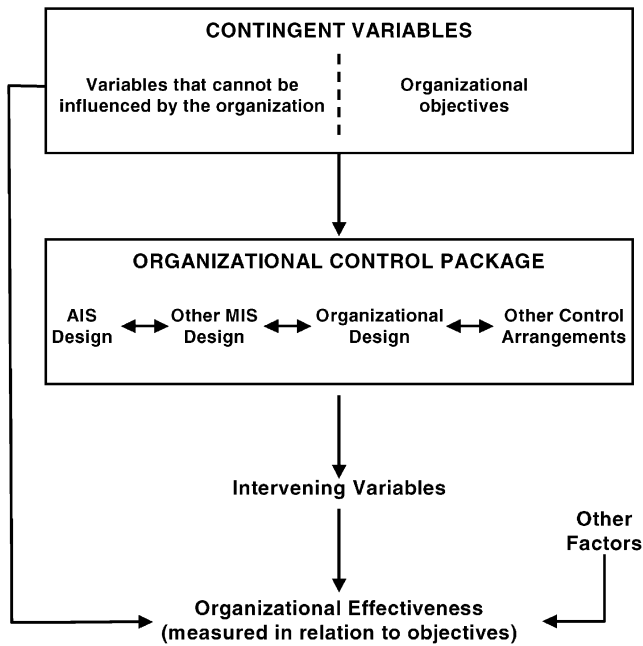 CONTINGENT VARIABLES
Variables that cannot be
influenced by the organization
Organizational
objectives
ORGANIZATIONAL CONTROL PACKAGE
AIS
Design
Other MIS
Design
Organizational
Design
Other Control
Arrangements
Intervening Variables
Other
Factors
Organizational Effectiveness
(measured in relation to objectives)